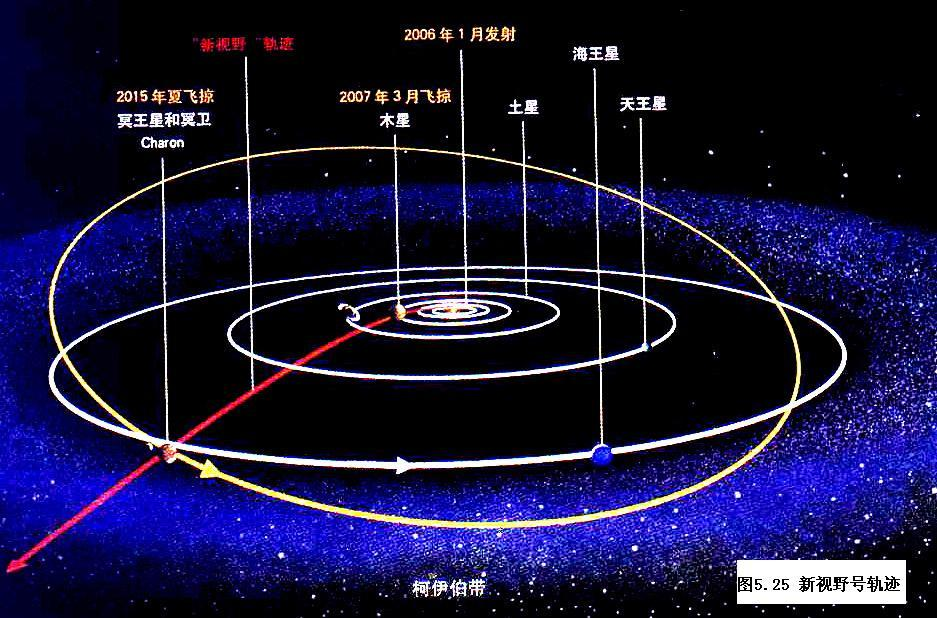 2006年1月发射
"新视野"轨迹
海王星
2015年夏飞掠
冥王星和冥卫
Charon
2007年3月飞掠
木星
土星
天王星
柯伊伯带
图5.25 新视野号轨迹